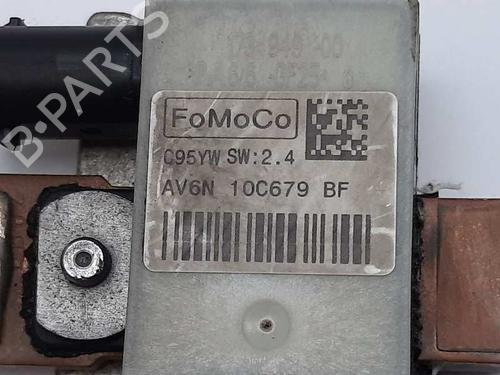 B-PARTS
FoMoCo
C95YW SW:2.4
AV6N 10C679 BF